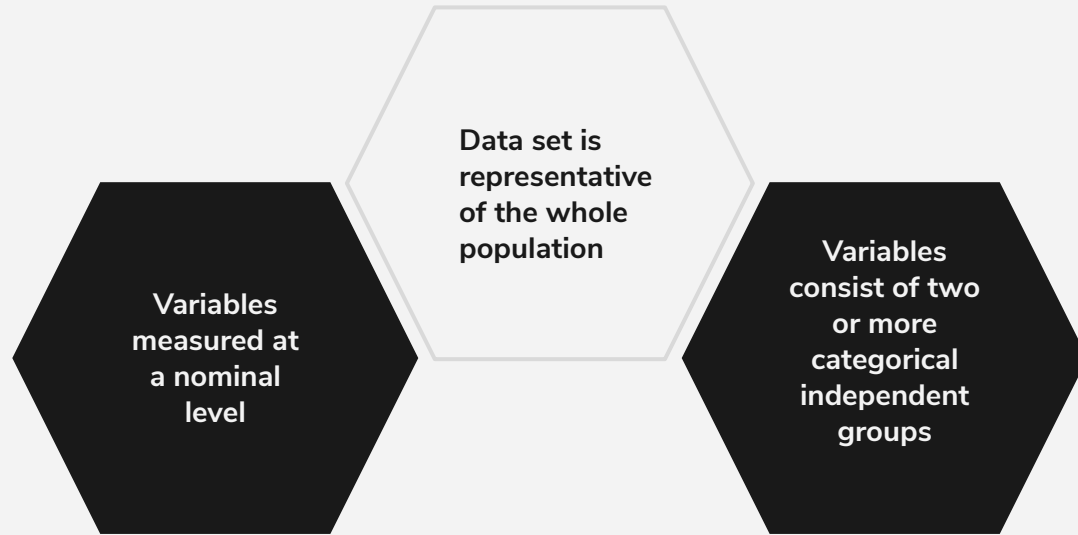 Variables
measured at
a nominal
level
Data set is
representative
of the whole
population
Variables
consist of two
or more
categorical
independent
groups